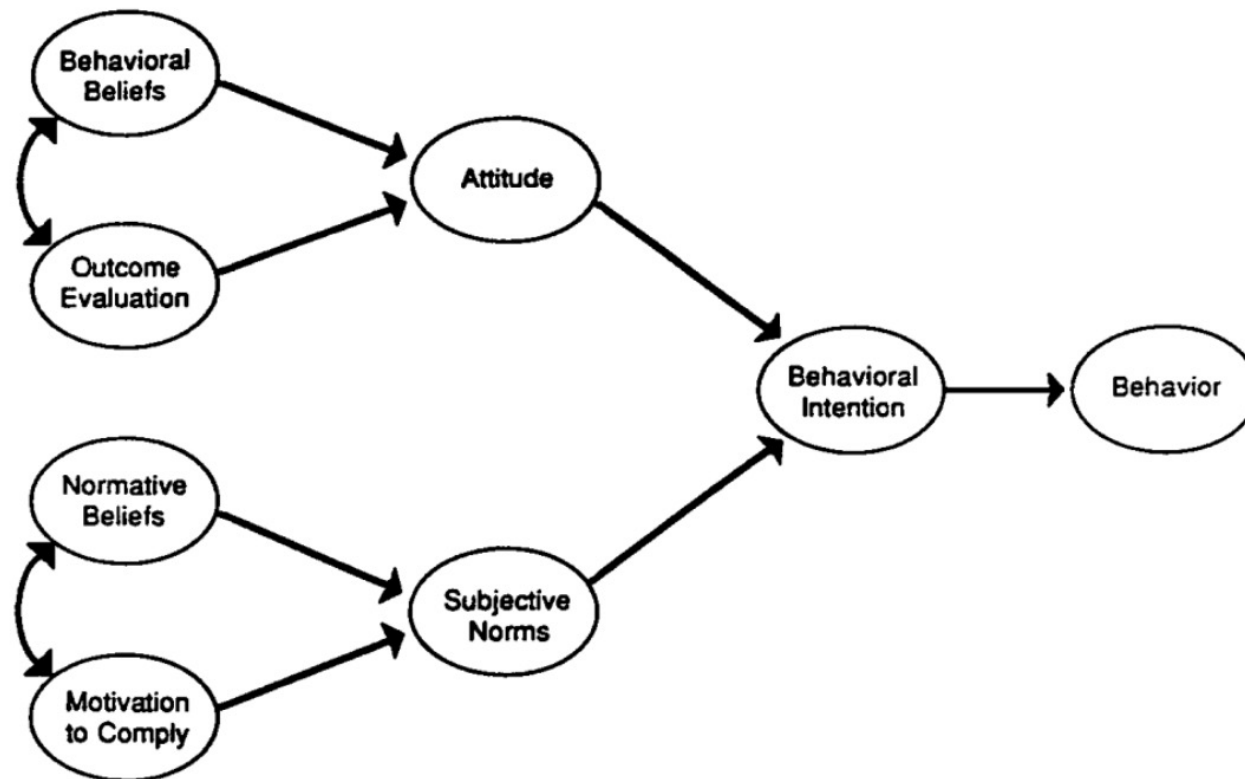 Behavioral
Beliefs
Attitude
Outcome
Evaluation
Behavioral
Intention
Behavior
Normative
Beliefs
Subjective
Norms
Motivation
to Comply